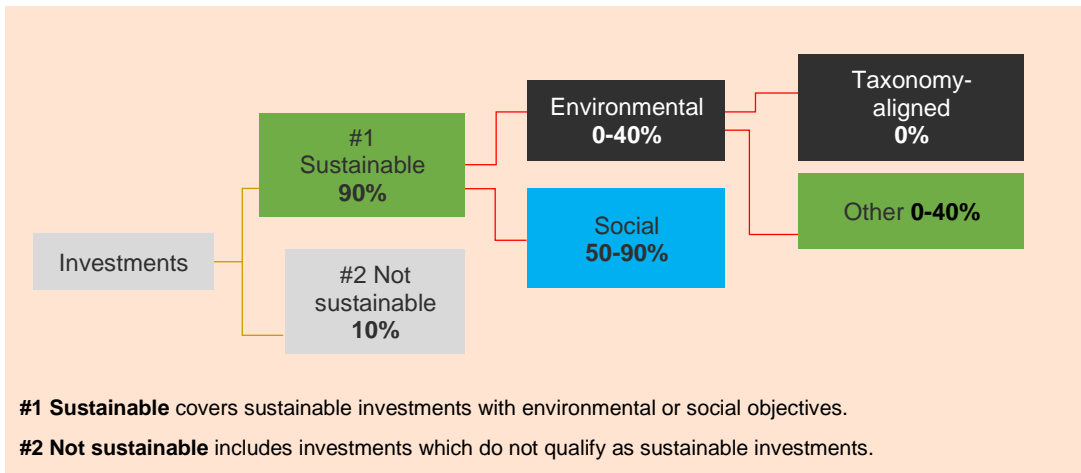 Investments
#1
Sustainable
90%
#2 Not
sustainable
10%
Environmental
0-40%
Social
50-90%
Taxonomy-
aligned
0%
Other 0-40%
#1 Sustainable covers sustainable investments with environmental or social objectives.
#2 Not sustainable includes investments which do not qualify as sustainable investments.